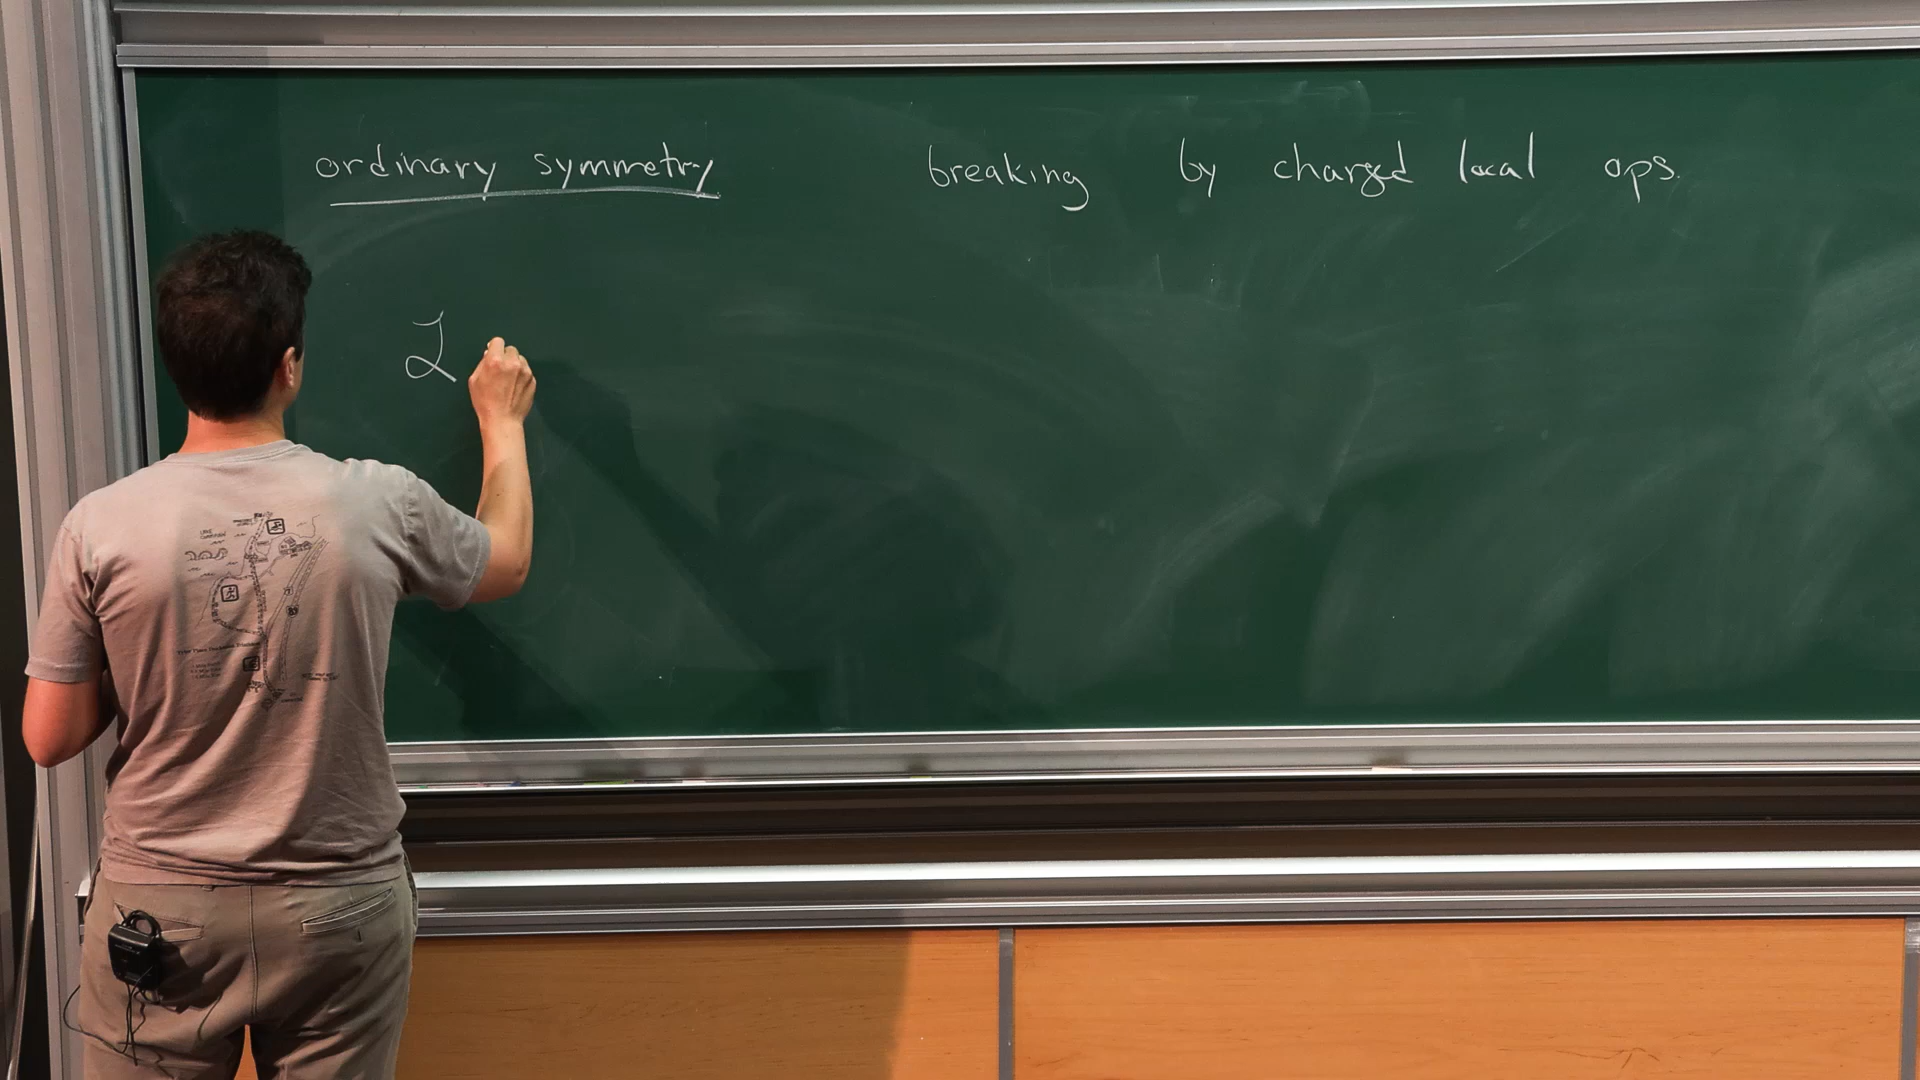 ordinary symmetry breaking by charged local ops.
ℒ